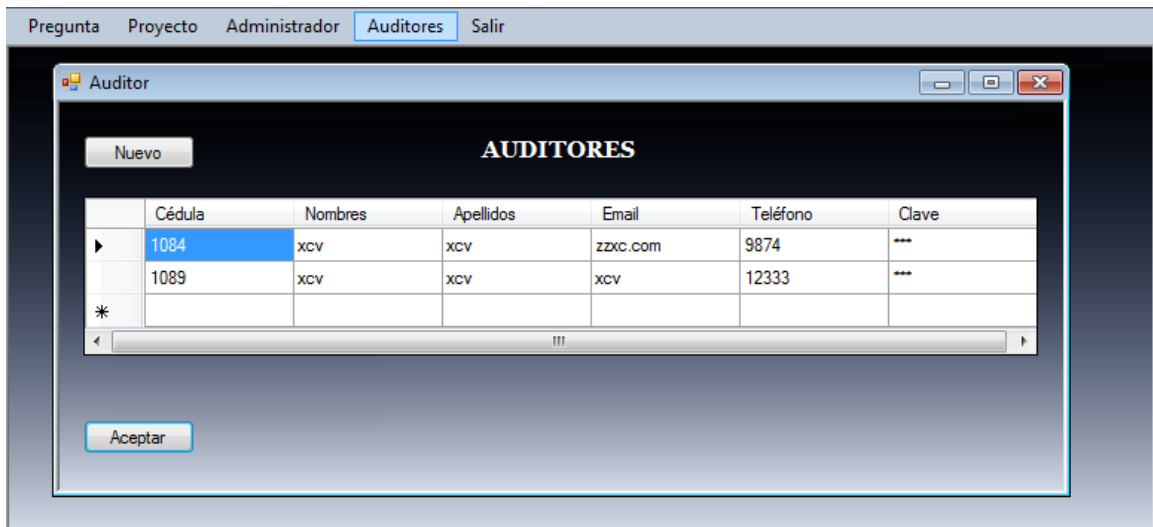 Pregunta Proyecto Administrador Auditores Salir
Auditor
Nuevo AUDITORES
Cédula Nombres Apellidos Email Teléfono Clave
1084 xcv xcv zzxc.com 9874 ***
1089 xcv xcv xcv 12333 ***
Aceptar